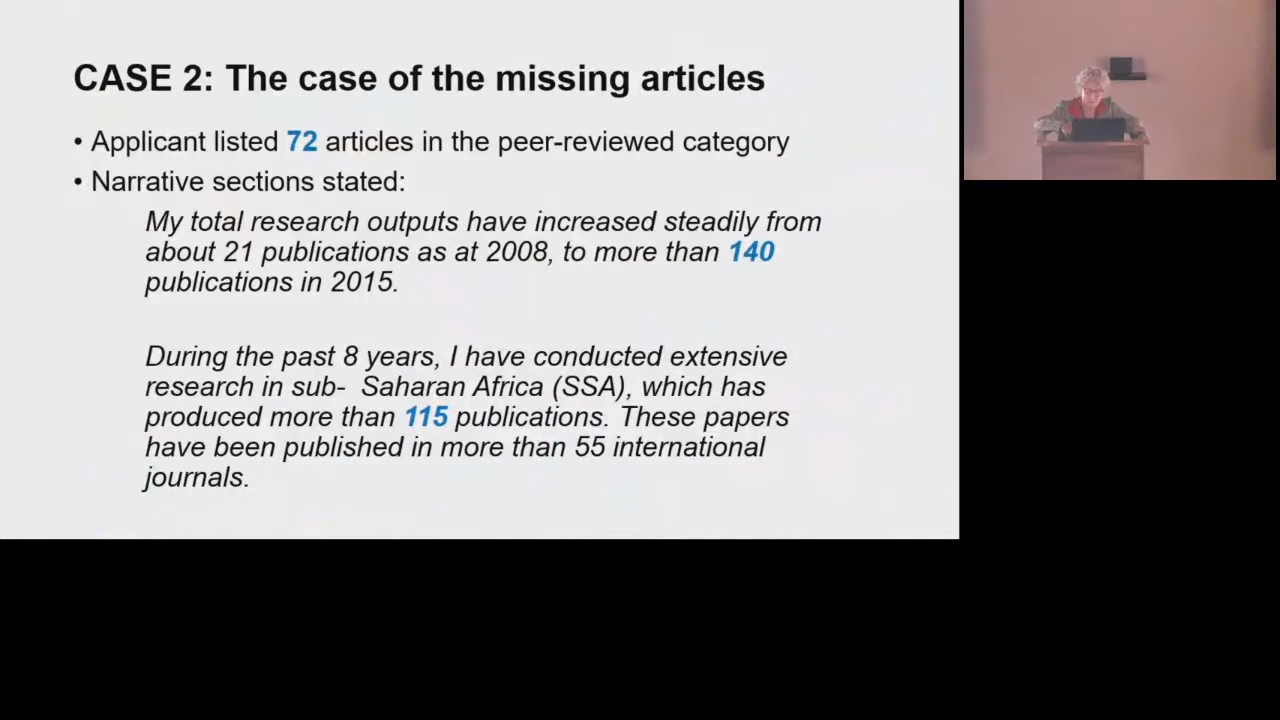 CASE 2: The case of the missing articles
• Applicant listed 72 articles in the peer-reviewed category
• Narrative sections stated:
My total research outputs have increased steadily from
about 21 publications as at 2008, to more than 140
publications in 2015.
During the past 8 years, I have conducted extensive
research in sub- Saharan Africa (SSA), which has
produced more than 115 publications. These papers
have been published in more than 55 international
journals.